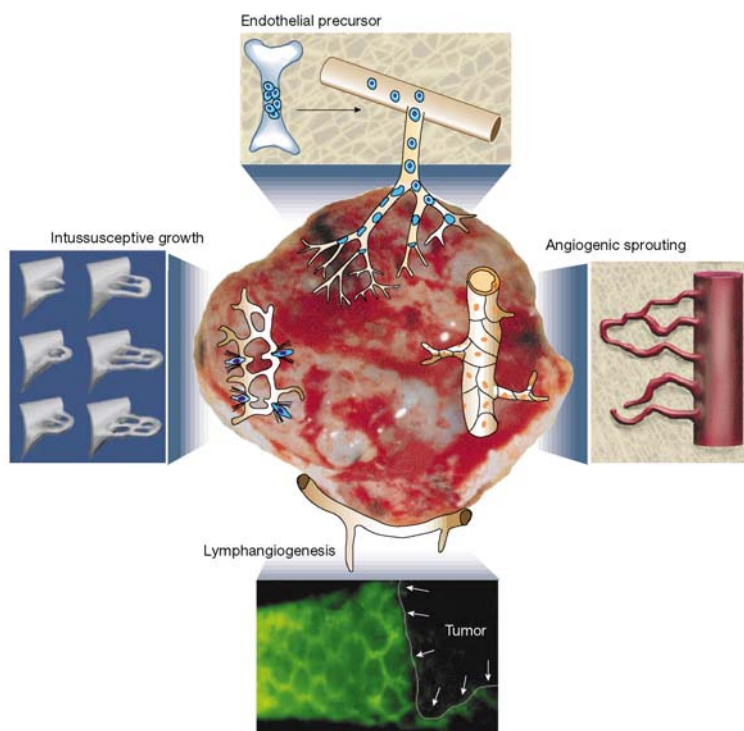 Endothelial precursor
Intussusceptive growth
Angiogenic sprouting
Lymphangiogenesis
Tumor